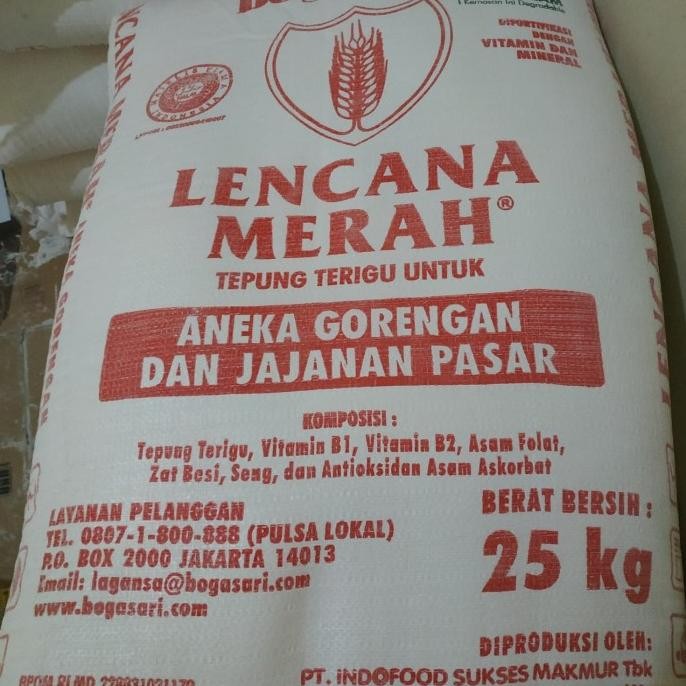 I Kemasan Ini Degradable
DIFORTIFIKASI
DENGAN
VITAMIN DAN
MINERAL
LENCANA
MERAH®
TEPUNG TERIGU UNTUK
ANEKA GORENGAN
DAN JAJANAN PASAR
KOMPOSISI :
Tepung Terigu, Vitamin B1, Vitamin B2, Asam Folat,
Zat Besi, Seng, dan Antioksidan Asam Askorbat
LAYANAN PELANGGAN
TEL. 0807-1-800-888 (PULSA LOKAL)
P.O. BOX 2000 JAKARTA 14013
Email: lagansa@bogasari.com
www.bogasari.com
BERAT BERSIH :
25 kg
DIPRODUKSI OLEH:
PT. INDOFOOD SUKSES MAKMUR Tbk